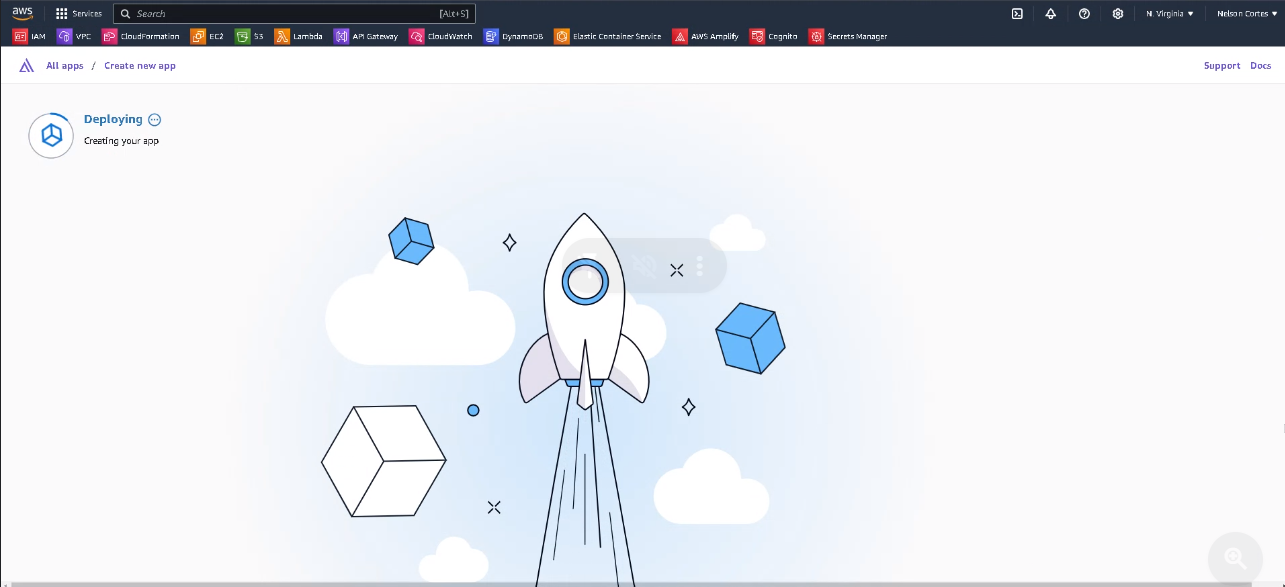 aws Services Search [Alt+S] N. Virginia Nelson Cortes
IAM VPC CloudFormation EC2 S3 Lambda API Gateway CloudWatch DynamoDB Elastic Container Service AWS Amplify Cognito Secrets Manager
All apps / Create new app Support Docs
Deploying
Creating your app